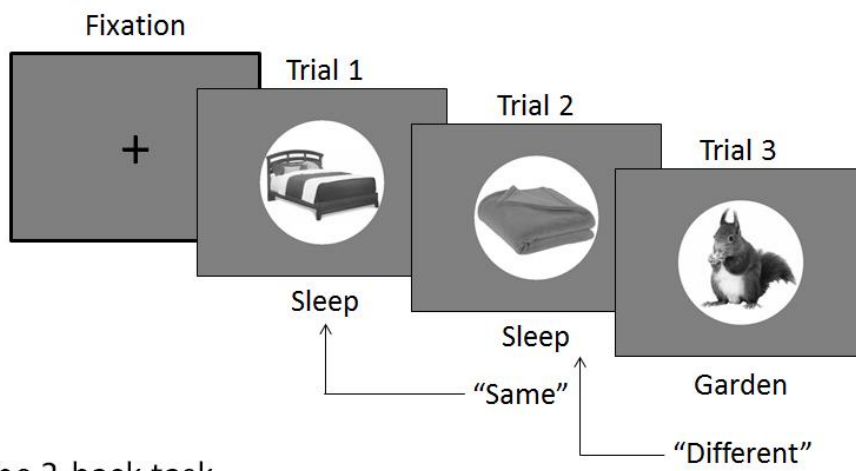 Fixation
+
Trial 1
Trial 2
Trial 3
Sleep
Sleep
Garden
“Same”
“Different”
2-back task